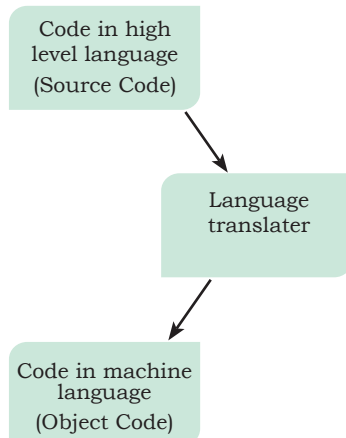 Code in high
level language
(Source Code)
Language
translater
Code in machine
language
(Object Code)